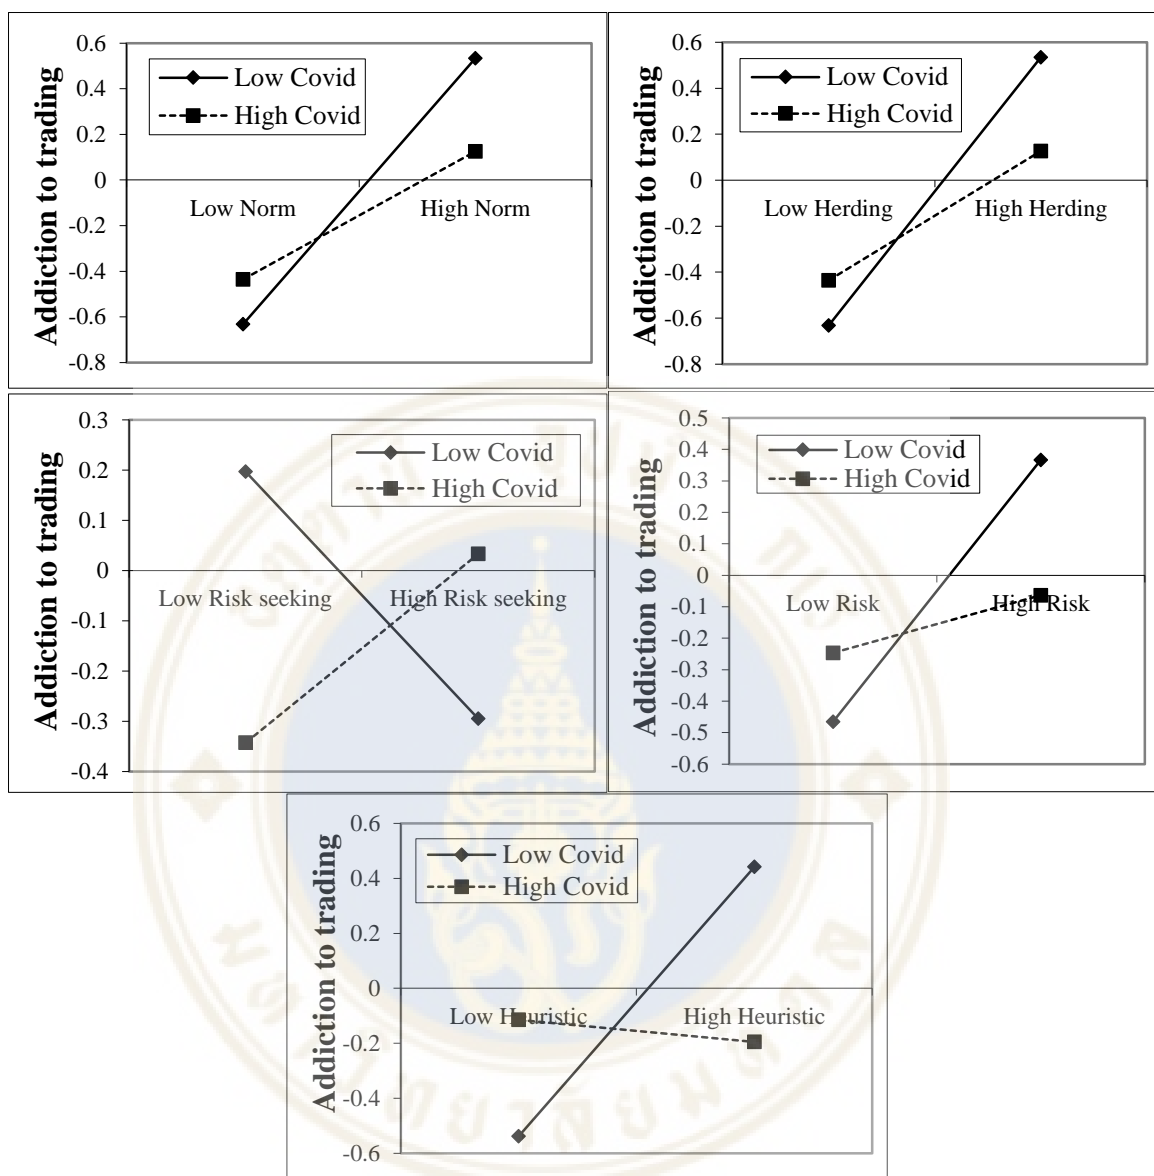 Addiction to trading
0.6
0.4
0.2
0
-0.2
-0.4
-0.6
-0.8
Low Covid
High Covid
Low Norm
High Norm
Addiction to trading
0.6
0.4
0.2
0
-0.2
-0.4
-0.6
-0.8
Low Covid
High Covid
Low Herding
High Herding
Addiction to trading
0.3
0.2
0.1
0
-0.1
-0.2
-0.3
-0.4
Low Covid
High Covid
Low Risk seeking
High Risk seeking
Addiction to trading
0.5
0.4
0.3
0.2
0.1
0
-0.1
-0.2
-0.3
-0.4
-0.5
-0.6
Low Covid
High Covid
Low Risk
High Risk
Addiction to trading
0.6
0.4
0.2
0
-0.2
-0.4
-0.6
Low Covid
High Covid
Low Heuristic
High Heuristic